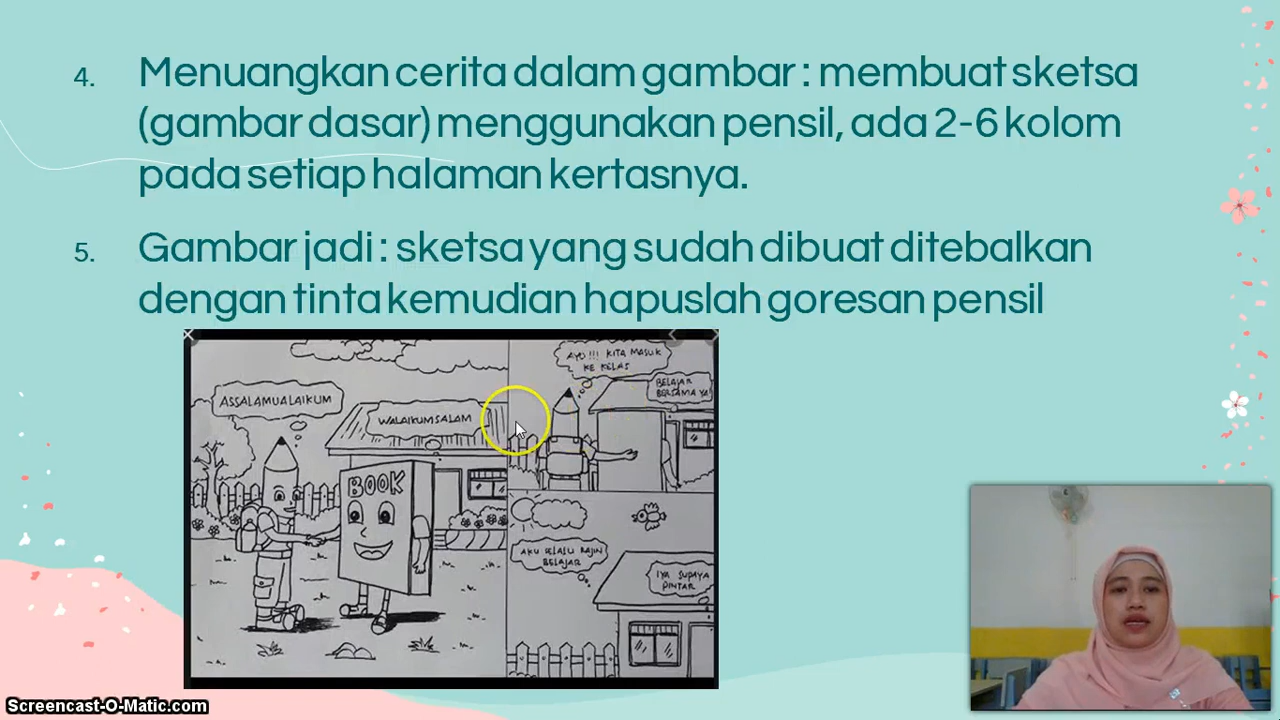 4. Menuangkan cerita dalam gambar : membuat sketsa
(gambar dasar) menggunakan pensil, ada 2-6 kolom
pada setiap halaman kertasnya.
5. Gambar jadi : sketsa yang sudah dibuat ditebalkan
dengan tinta kemudian hapuslah goresan pensil
ASSALAMUALAIKUM
WALAIKUMSALAM
BOOK
AYO !!! KITA MASUK
KE KELAS
BELAJAR
BERSAMA YA!
AKU SELALU RAJIN
BELAJAR
IYA SUPAYA
PINTAR
Screencast-O-Matic.com